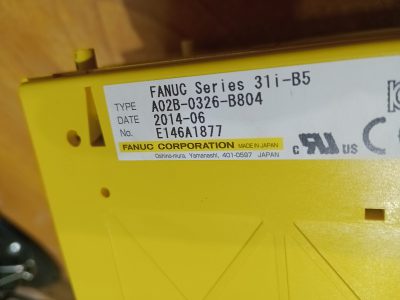 FANUC Series 31i-B5
TYPE A02B-0326-B804
DATE 2014-06
No. E146A1877
FANUC CORPORATION MADE IN JAPAN
Oshino-mura, Yamanashi, 401-0597 JAPAN
c RU US